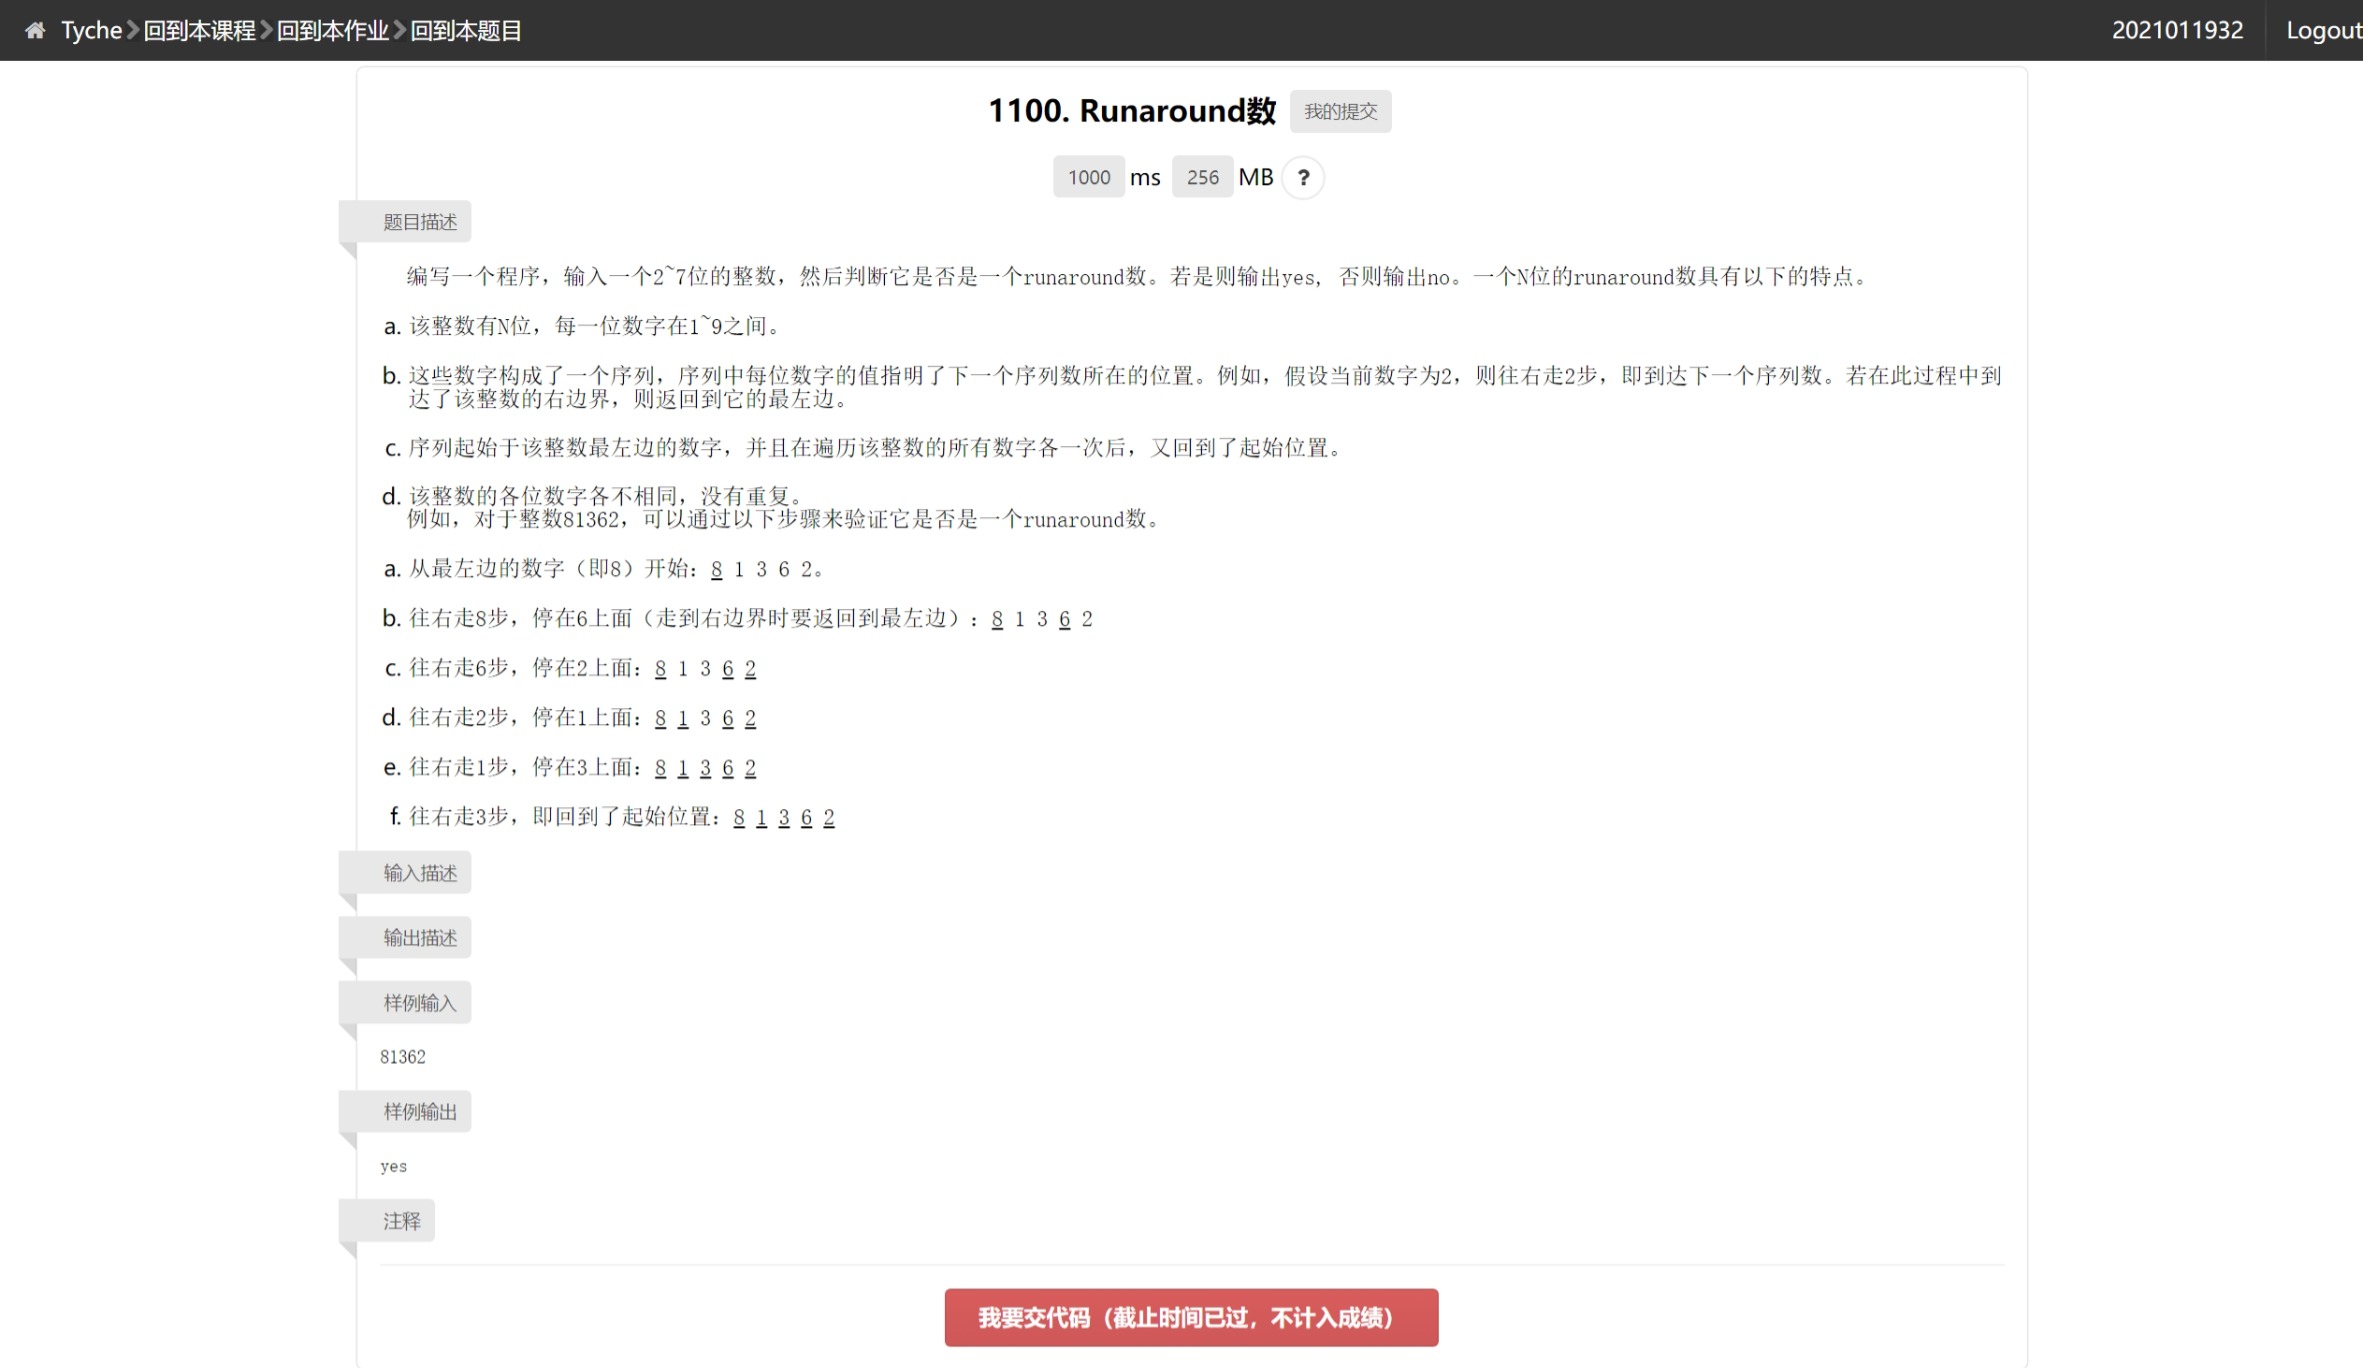 Tyche 回到本课程 回到本作业 回到本题目 2021011932 Logout
1100. Runaround数 我的提交
1000 ms 256 MB ?
题目描述
编写一个程序，输入一个2~7位的整数，然后判断它是否是一个runaround数。若是则输出yes, 否则输出no。一个N位的runaround数具有以下的特点。
a. 该整数有N位，每一位数字在1~9之间。
b. 这些数字构成了一个序列，序列中每位数字的值指明了下一个序列数所在的位置。例如，假设当前数字为2，则往右走2步，即到达下一个序列数。若在此过程中到
达了该整数的右边界，则返回到它的最左边。
c. 序列起始于该整数最左边的数字，并且在遍历该整数的所有数字各一次后，又回到了起始位置。
d. 该整数的各位数字各不相同，没有重复。
例如，对于整数81362，可以通过以下步骤来验证它是否是一个runaround数。
a. 从最左边的数字（即8）开始：8 1 3 6 2。
b. 往右走8步，停在6上面（走到右边界时要返回到最左边）：8 1 3 6 2
c. 往右走6步，停在2上面：8 1 3 6 2
d. 往右走2步，停在1上面：8 1 3 6 2
e. 往右走1步，停在3上面：8 1 3 6 2
f. 往右走3步，即回到了起始位置：8 1 3 6 2
输入描述
输出描述
样例输入
81362
样例输出
yes
注释
我要交代码（截止时间已过，不计入成绩）